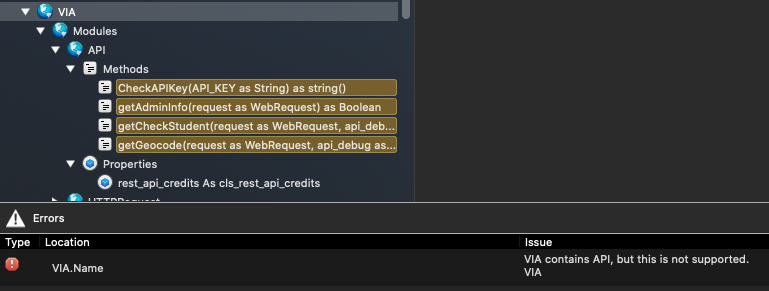 VIA
Modules
API
Methods
CheckAPIKey(API_KEY as String) as string()
getAdminInfo(request as WebRequest) as Boolean
getCheckStudent(request as WebRequest, api_deb...
getGeocode(request as WebRequest, api_debug as...
Properties
rest_api_credits As cls_rest_api_credits
HTTPRequest
Errors
Type Location Issue
VIA.Name
VIA contains API, but this is not supported.
VIA